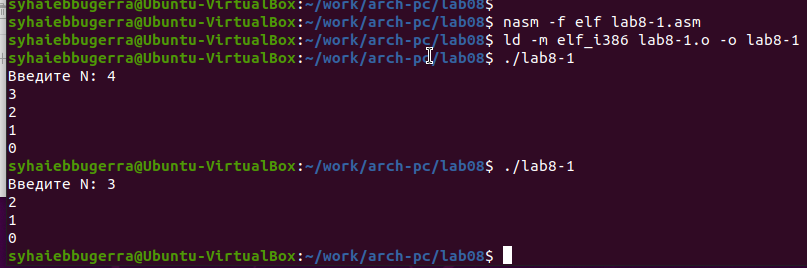 syhaiebbugerra@Ubuntu-VirtualBox:~/work/arch-pc/lab08$
syhaiebbugerra@Ubuntu-VirtualBox:~/work/arch-pc/lab08$ nasm -f elf lab8-1.asm
syhaiebbugerra@Ubuntu-VirtualBox:~/work/arch-pc/lab08$ ld -m elf_i386 lab8-1.o -o lab8-1
syhaiebbugerra@Ubuntu-VirtualBox:~/work/arch-pc/lab08$ ./lab8-1
Введите N: 4
3
2
1
0
syhaiebbugerra@Ubuntu-VirtualBox:~/work/arch-pc/lab08$ ./lab8-1
Введите N: 3
2
1
0
syhaiebbugerra@Ubuntu-VirtualBox:~/work/arch-pc/lab08$